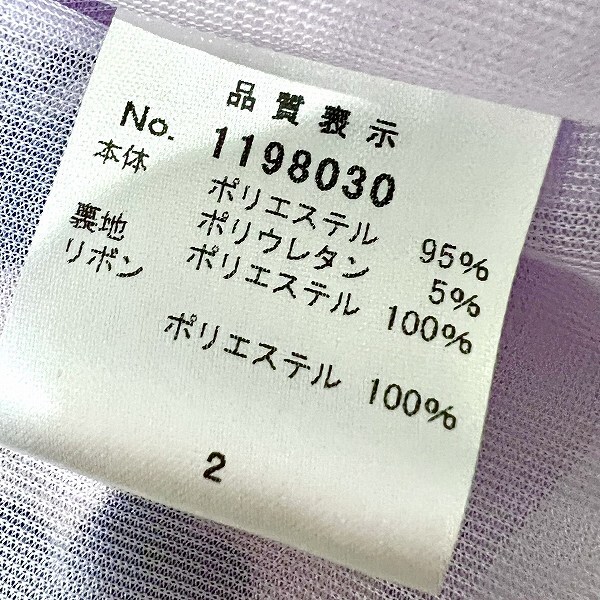 品質表示
No. 1198030
本体 ポリエステル 95%
ポリウレタン 5%
裏地 ポリエステル 100%
リボン
ポリエステル 100%
2